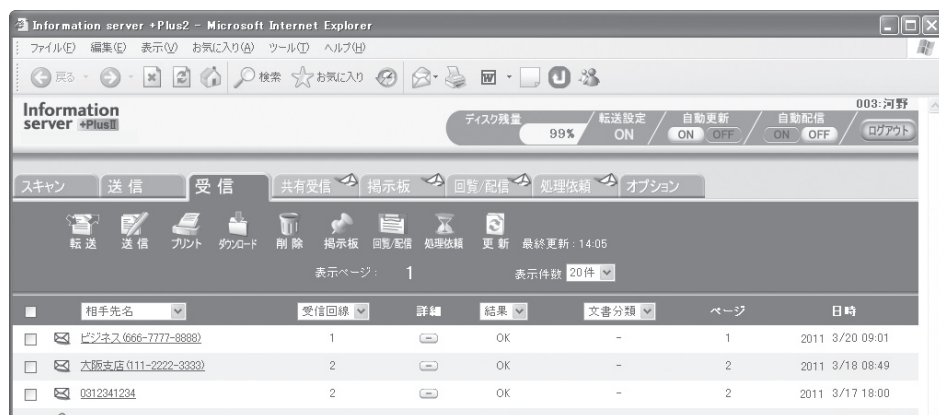 Information server +Plus2 - Microsoft Internet Explorer
ファイル(F) 編集(E) 表示(V) お気に入り(A) ツール(T) ヘルプ(H)
戻る 検索 お気に入り
003:河野
Information
server +PlusII
ディスク残量 99% 転送設定 ON 自動更新 ON OFF 自動配信 ON OFF ログアウト
スキャン 送信 受信 共有受信 掲示板 回覧/配信 処理依頼 オプション
転送 送信 プリント ダウンロード 削除 掲示板 回覧/配信 処理依頼 更新 最終更新:14:05
表示ページ: 1 表示件数 20件
相手先名 受信回線 詳細 結果 文書分類 ページ 日時
ビジネス(666-7777-8888) 1 OK - 1 2011 3/20 09:01
大阪支店(111-2222-3333) 2 OK - 2 2011 3/18 08:49
0312341234 2 OK - 2 2011 3/17 18:00